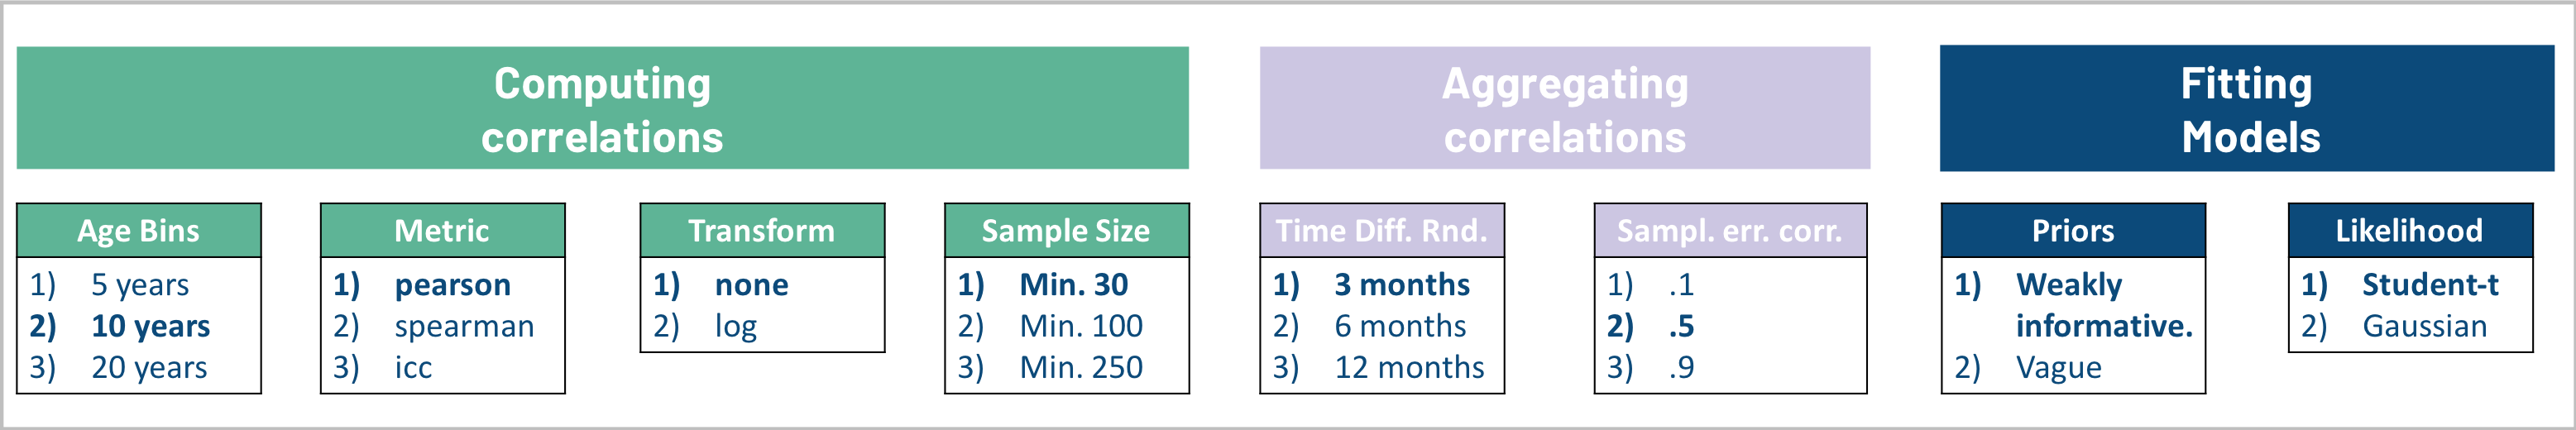 Computing
correlations
Aggregating
correlations
Fitting
Models
Age Bins
1) 5 years
2) 10 years
3) 20 years
Metric
1) pearson
2) spearman
3) icc
Transform
1) none
2) log
Sample Size
1) Min. 30
2) Min. 100
3) Min. 250
Time Diff. Rnd.
1) 3 months
2) 6 months
3) 12 months
Sampl. err. corr.
1) .1
2) .5
3) .9
Priors
1) Weakly
informative.
2) Vague
Likelihood
1) Student-t
2) Gaussian